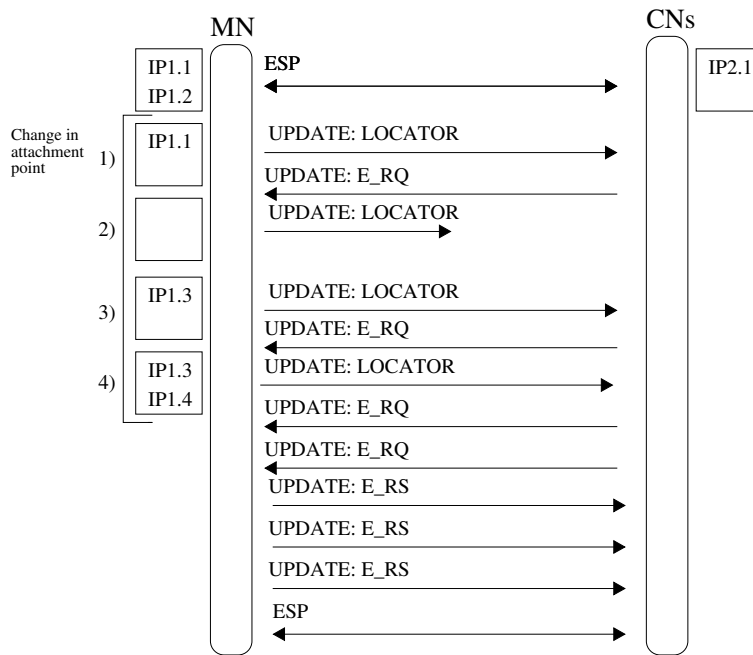 MN
CNs
IP1.1
IP1.2
ESP
IP2.1
Change in
attachment
point
1)
IP1.1
UPDATE: LOCATOR
UPDATE: E_RQ
2)
UPDATE: LOCATOR
3)
IP1.3
UPDATE: LOCATOR
UPDATE: E_RQ
4)
IP1.3
IP1.4
UPDATE: LOCATOR
UPDATE: E_RQ
UPDATE: E_RQ
UPDATE: E_RS
UPDATE: E_RS
UPDATE: E_RS
ESP